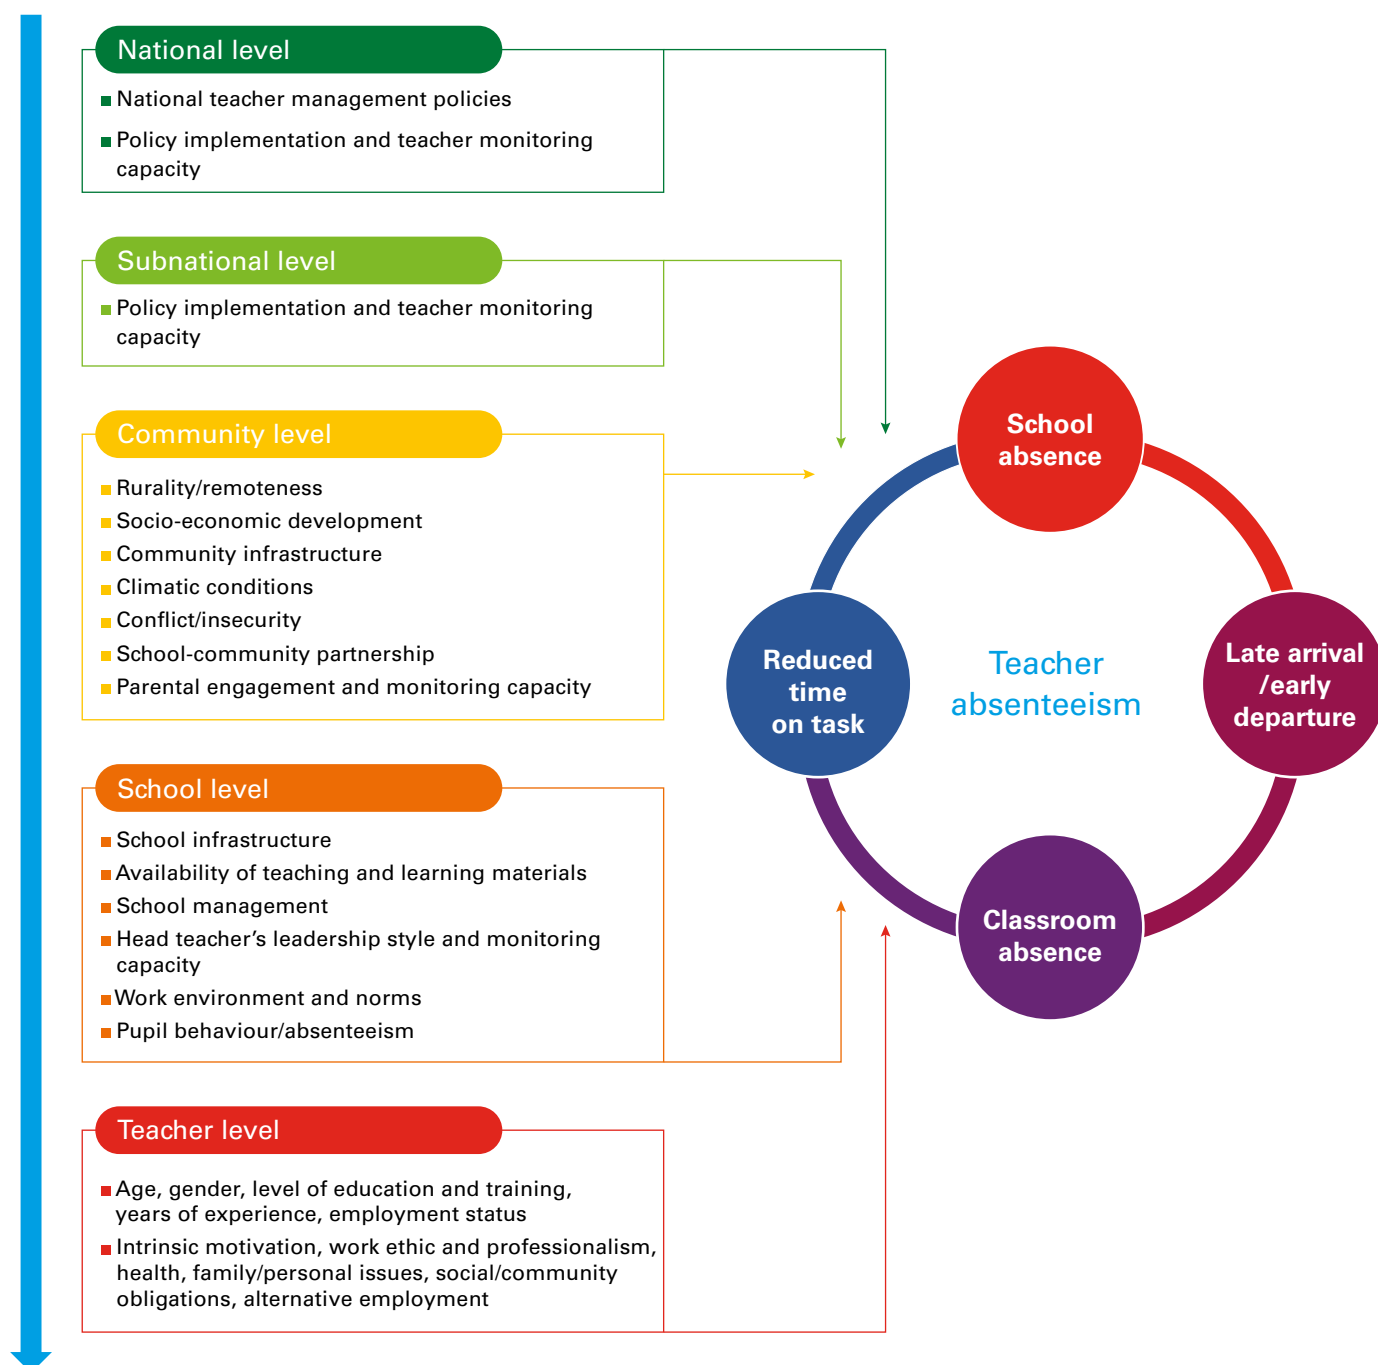 National level
National teacher management policies
Policy implementation and teacher monitoring
capacity
Subnational level
Policy implementation and teacher monitoring
capacity
Community level
Rurality/remoteness
Socio-economic development
Community infrastructure
Climatic conditions
Conflict/insecurity
School-community partnership
Parental engagement and monitoring capacity
School level
School infrastructure
Availability of teaching and learning materials
School management
Head teacher’s leadership style and monitoring
capacity
Work environment and norms
Pupil behaviour/absenteeism
Teacher level
Age, gender, level of education and training,
years of experience, employment status
Intrinsic motivation, work ethic and professionalism,
health, family/personal issues, social/community
obligations, alternative employment
School
absence
Reduced
time
on task
Teacher
absenteeism
Late arrival
/early
departure
Classroom
absence